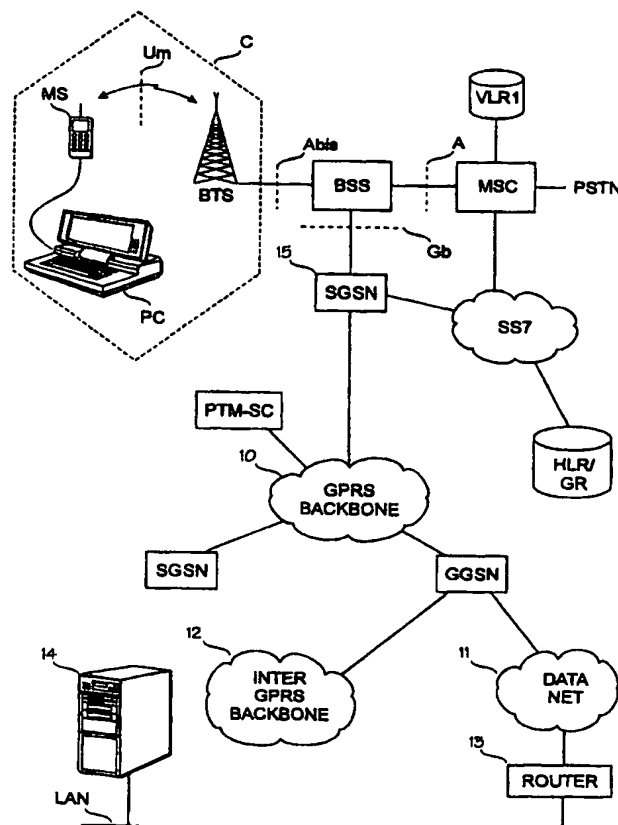 C
Um
MS
VLR1
Abis
A
BTS
BSS
MSC
PSTN
Gb
15
SGSN
PC
SS7
PTM-SC
10
GPRS
BACKBONE
HLR/
GR
SGSN
GGSN
12
14
INTER
GPRS
BACKBONE
11
DATA
NET
13
ROUTER
LAN